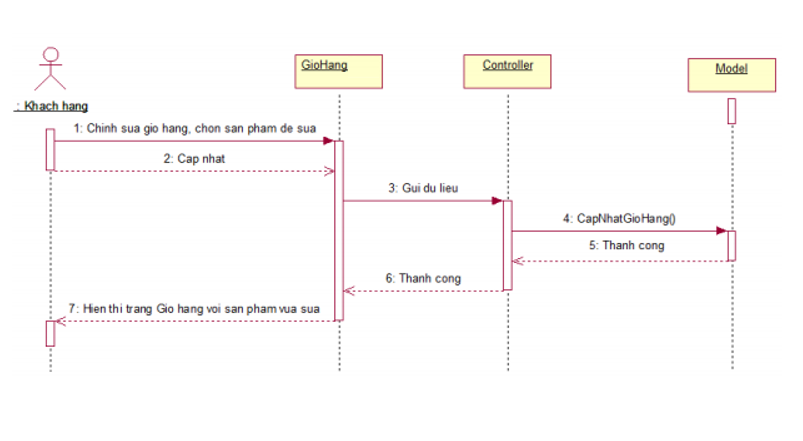 GioHang
Controller
Model
: Khach hang
1: Chinh sua gio hang, chon san pham de sua
2: Cap nhat
3: Gui du lieu
4: CapNhatGioHang()
5: Thanh cong
6: Thanh cong
7: Hien thi trang Gio hang voi san pham vua sua